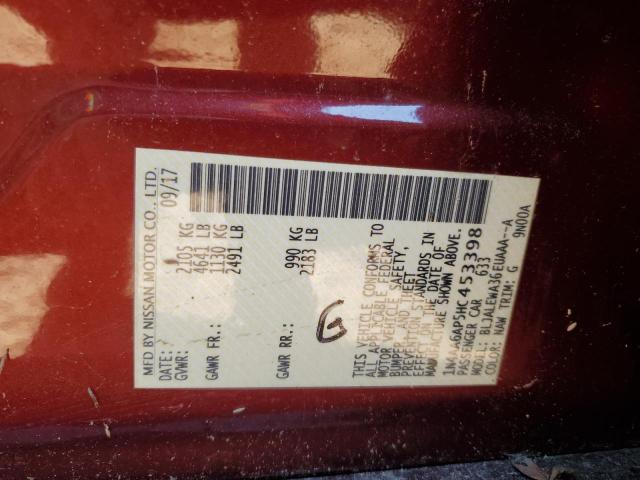 MFD BY NISSAN MOTOR CO., LTD.
DATE: 09/17
GVWR: 2105 KG
4641 LB
GAWR FR: 1130 KG
2491 LB
GAWR RR: 990 KG
2183 LB
G
THIS VEHICLE CONFORMS TO
ALL APPLICABLE FEDERAL
MOTOR VEHICLE SAFETY,
BUMPER, AND THEFT
PREVENTION STANDARDS IN
EFFECT ON THE DATE OF
MANUFACTURE SHOWN ABOVE.
453398
PASSENGER CAR 633
MODEL: BLJALEWA36EUAAA--A
COLOR: NAW TRIM: G 9N00A